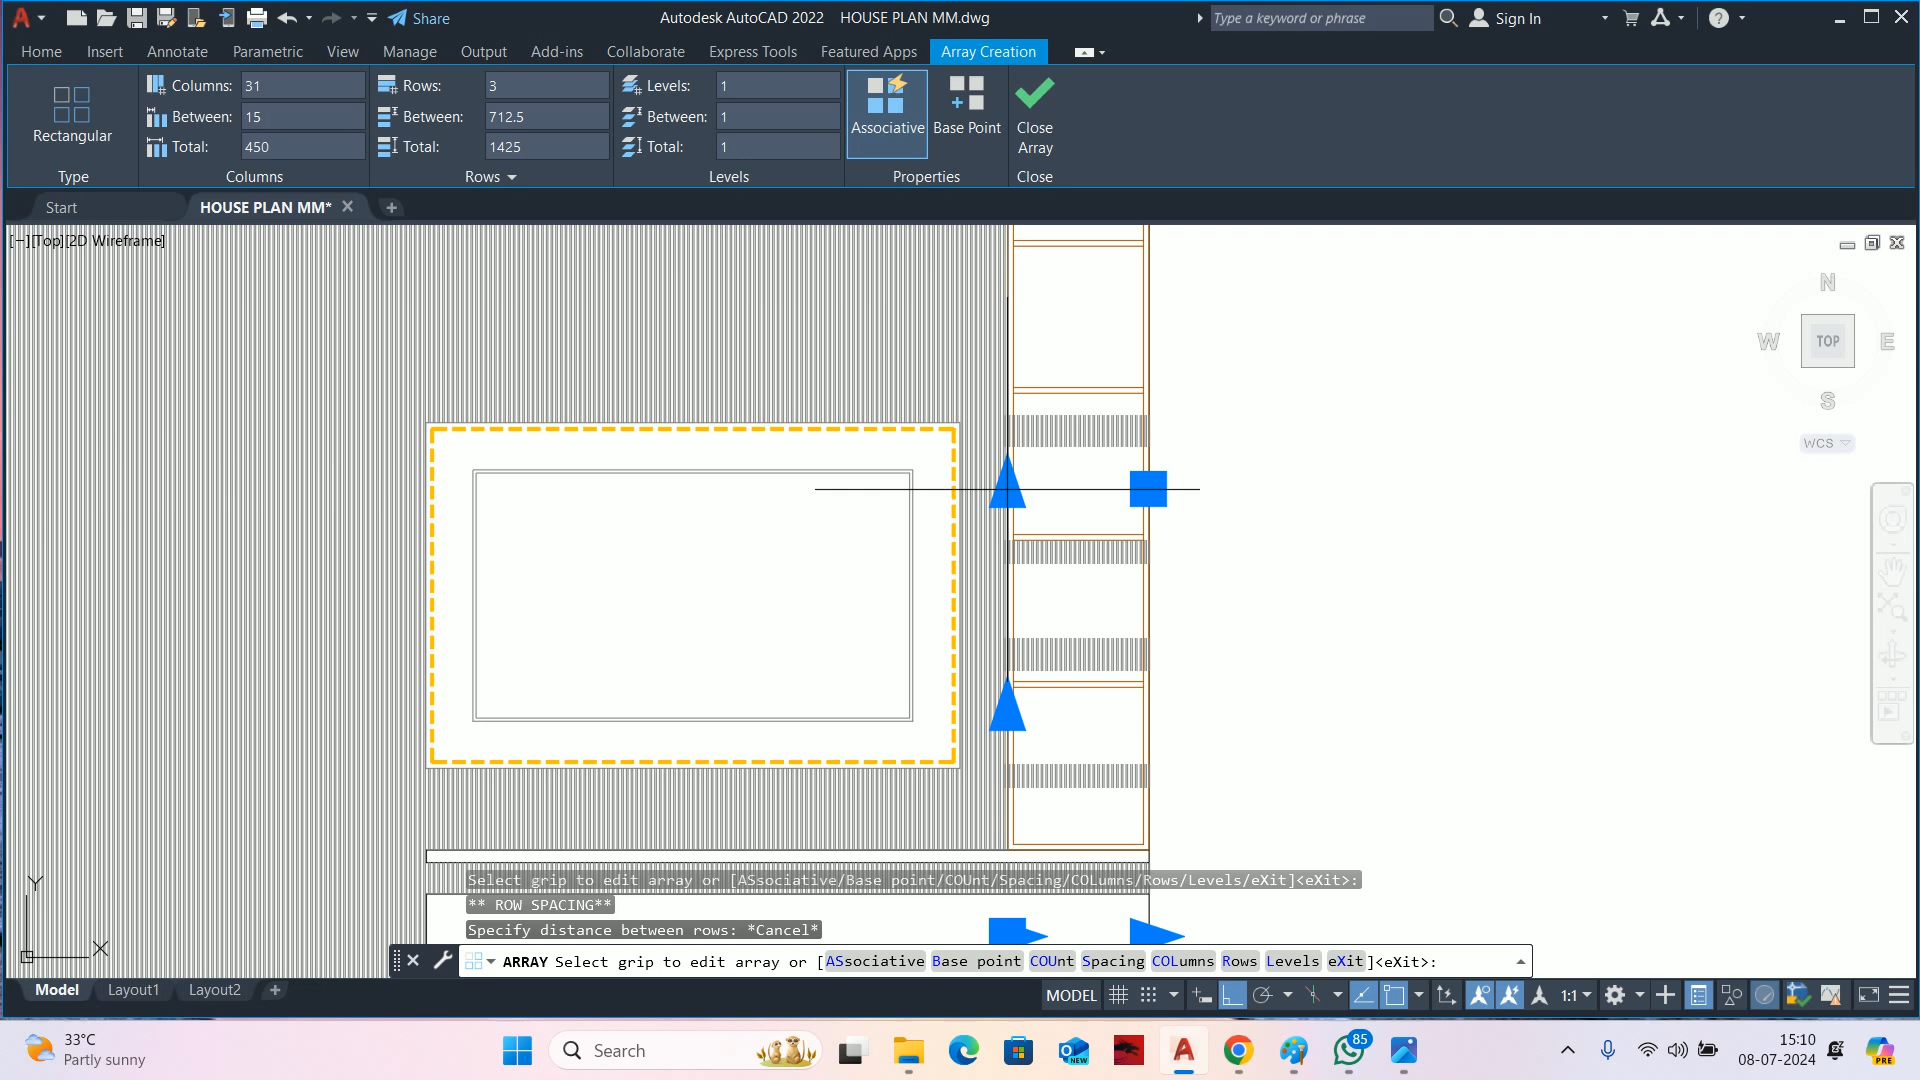 Share
Autodesk AutoCAD 2022 HOUSE PLAN MM.dwg
Type a keyword or phrase
Sign In
Home Insert Annotate Parametric View Manage Output Add-ins Collaborate Express Tools Featured Apps Array Creation
Columns: 31 Rows: 3 Levels: 1
Between: 15 Between: 712.5 Between: 1
Total: 450 Total: 1425 Total: 1
Rectangular
Associative
Base Point
Close
Array
Type Columns Rows Levels Properties Close
Start
HOUSE PLAN MM*
[−][Top][2D Wireframe]
N
W TOP E
S
WCS
Y
X
Select grip to edit array or [ASsociative/Base point/COUnt/Spacing/COLumns/Rows/Levels/eXit]<eXit>:
** ROW SPACING**
Specify distance between rows: *Cancel*
ARRAY Select grip to edit array or [ASsociative Base point COUnt Spacing COLumns Rows Levels eXit]<eXit>:
Model Layout1 Layout2
MODEL
1:1
33°C
Partly sunny
Search
NEW
85
15:10
08-07-2024
PRE